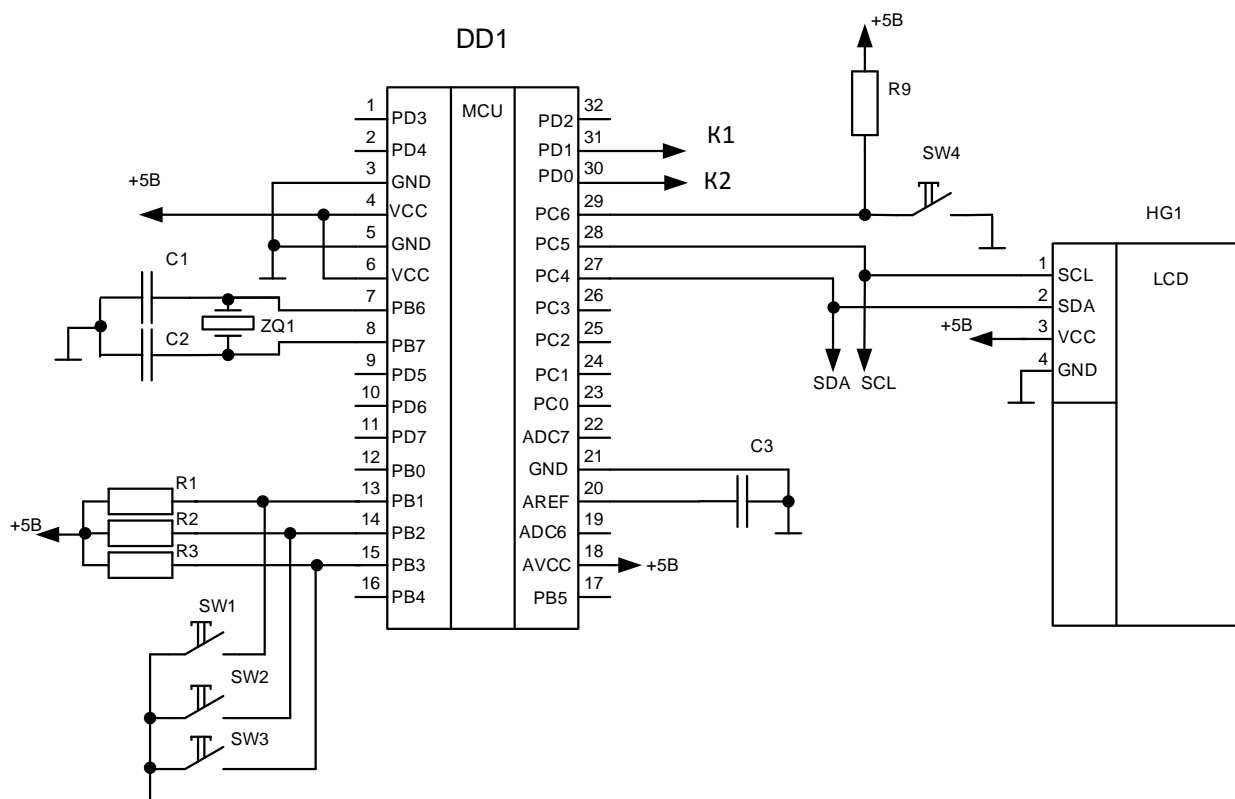 DD1
MCU
1 PD3
2 PD4
3 GND
4 VCC
5 GND
6 VCC
7 PB6
8 PB7
9 PD5
10 PD6
11 PD7
12 PB0
13 PB1
14 PB2
15 PB3
16 PB4
32 PD2
31 PD1
30 PD0
29 PC6
28 PC5
27 PC4
26 PC3
25 PC2
24 PC1
23 PC0
22 ADC7
21 GND
20 AREF
19 ADC6
18 AVCC
17 PB5
К1
К2
+5В
R9
SW4
+5В
C1
C2
ZQ1
+5В
R1
R2
R3
SW1
SW2
SW3
SDA SCL
C3
+5В
HG1
LCD
1 SCL
2 SDA
3 VCC
4 GND
+5В